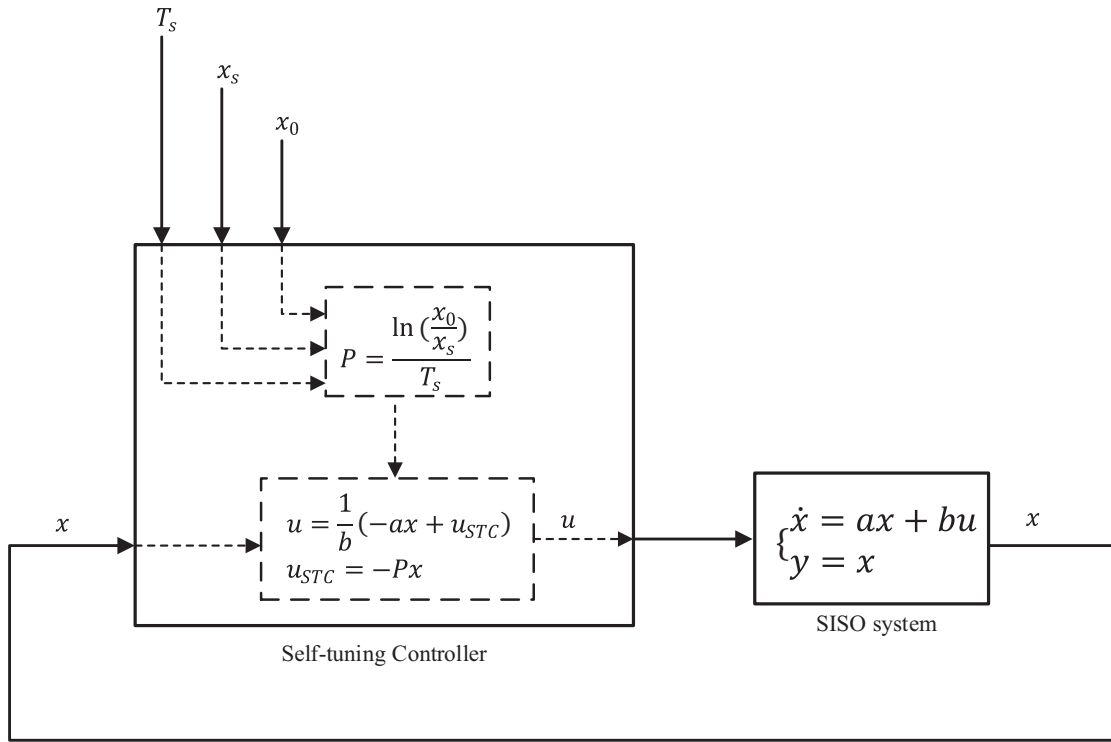 T_s
x_s
x_0
P = ln (x_0/x_s)/T_s
u = 1/b (−ax + u_STC)
u_STC = −Px
x
u
{ẋ = ax + bu
y = x
x
SISO system
Self-tuning Controller